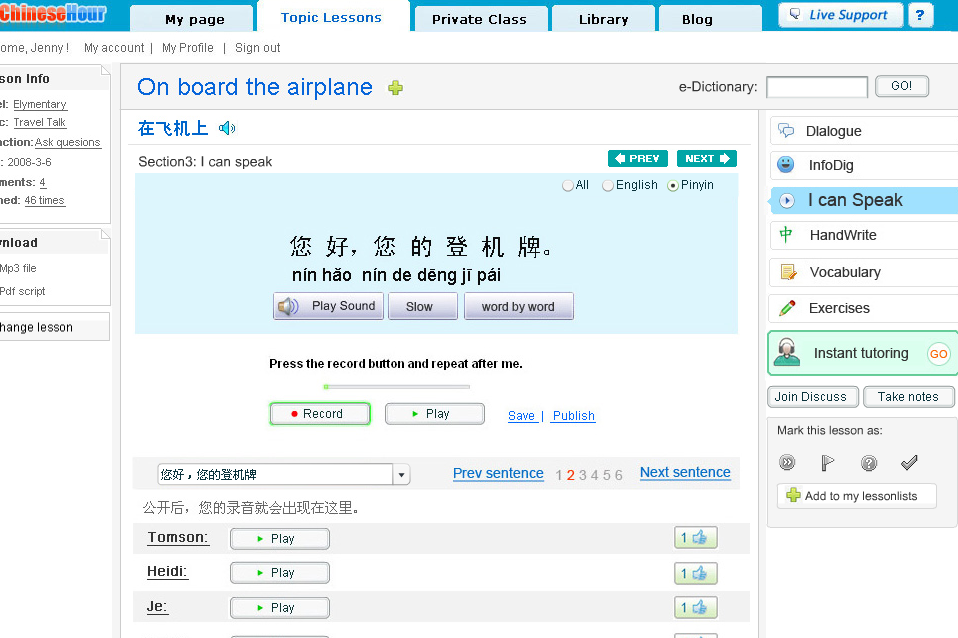 ChineseHour
My page
Topic Lessons
Private Class
Library
Blog
Live Support
?
ome, Jenny !
My account |
My Profile |
Sign out
son Info
el: Elymentary
c: Travel Talk
action: Ask quesions
: 2008-3-6
ments: 4
ned: 46 times
wnload
Mp3 file
Pdf script
hange lesson
On board the airplane
e-Dictionary:
GO!
在飞机上
Section3: I can speak
PREV
NEXT
All
English
Pinyin
您 好，您 的 登 机 牌。
nín hăo nín de dēng jī pái
Play Sound
Slow
word by word
Press the record button and repeat after me.
Record
Play
Save |
Publish
您好，您的登机牌
Prev sentence
1 2 3 4 5 6
Next sentence
公开后，您的录音就会出现在这里。
Tomson:
Play
1
Heidi:
Play
1
Je:
Play
1
Dlalogue
InfoDig
I can Speak
中 HandWrite
Vocabulary
Exercises
Instant tutoring
GO
Join Discuss
Take notes
Mark this lesson as:
?
Add to my lessonlists